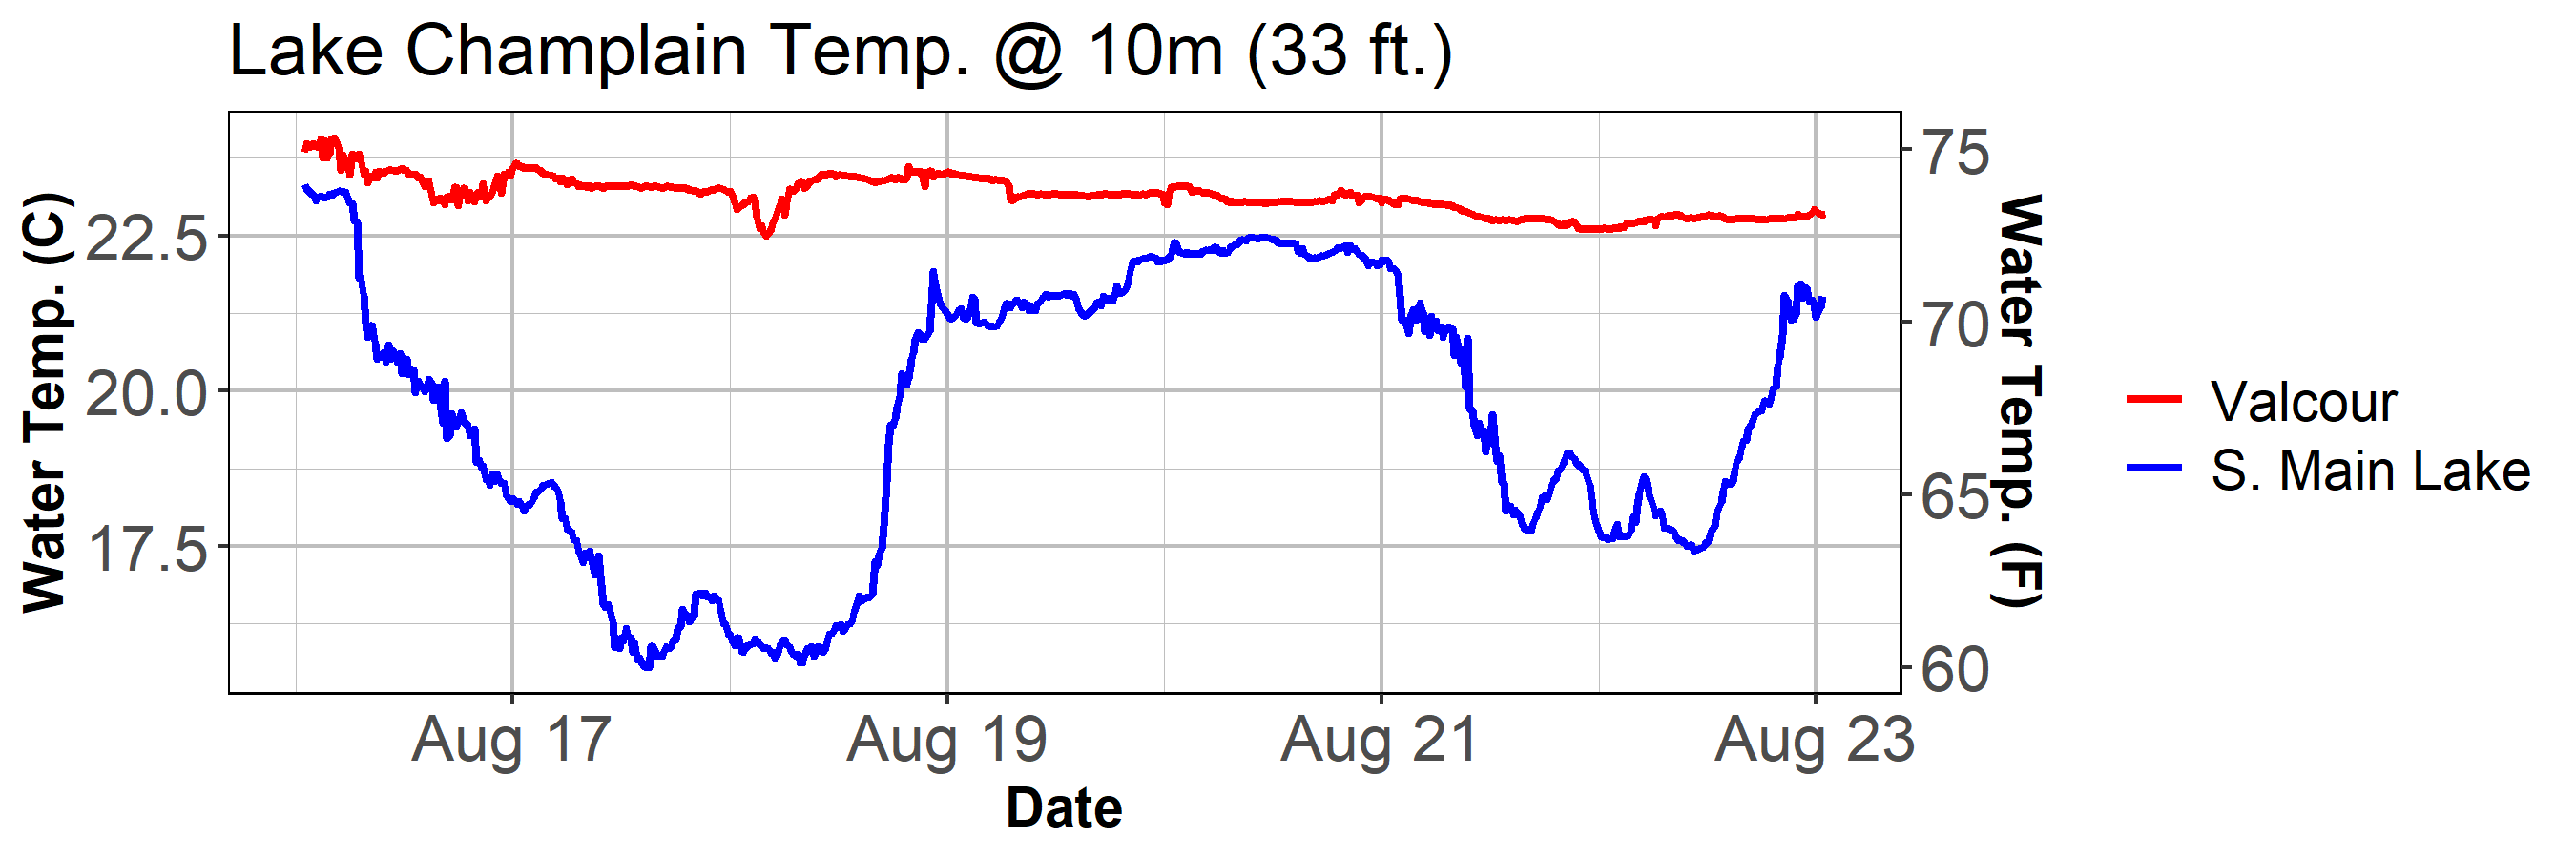 Lake Champlain Temp. @ 10m (33 ft.)
Water Temp. (C)
22.5
20.0
17.5
75
70
65
60
Water Temp. (F)
Aug 17
Aug 19
Aug 21
Aug 23
Date
Valcour
S. Main Lake